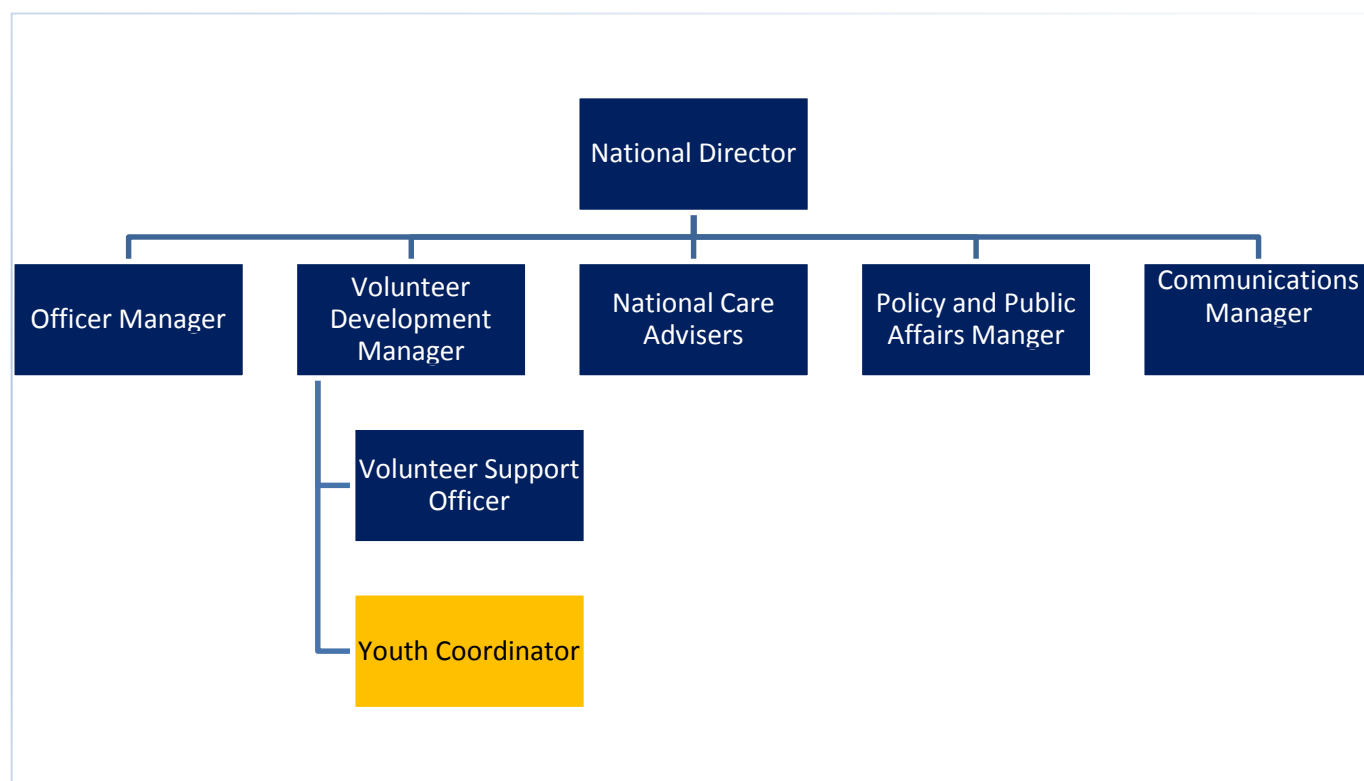 National Director
Officer Manager
Volunteer
Development
Manager
National Care
Advisers
Policy and Public
Affairs Manger
Communications
Manager
Volunteer Support
Officer
Youth Coordinator